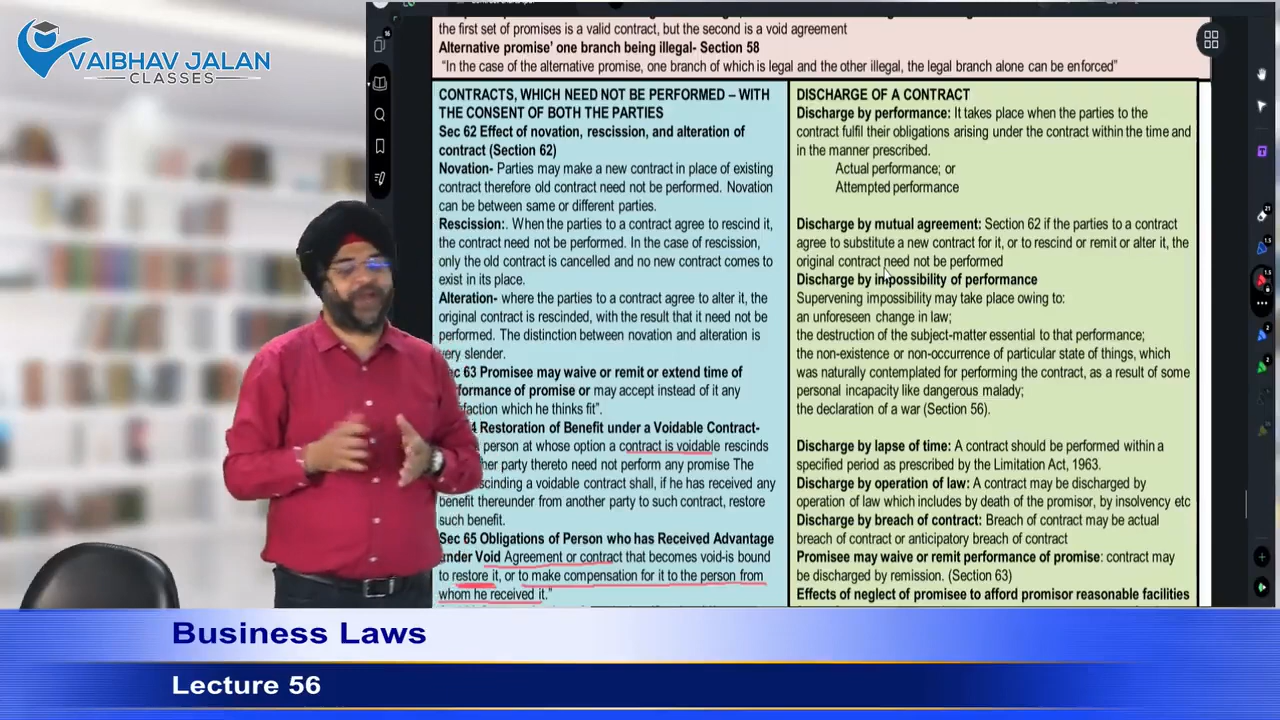 VAIBHAV JALAN
CLASSES
the first set of promises is a valid contract, but the second is a void agreement
Alternative promise' one branch being illegal- Section 58
"In the case of the alternative promise, one branch of which is legal and the other illegal, the legal branch alone can be enforced"
CONTRACTS, WHICH NEED NOT BE PERFORMED – WITH
THE CONSENT OF BOTH THE PARTIES
Sec 62 Effect of novation, rescission, and alteration of
contract (Section 62)
Novation- Parties may make a new contract in place of existing
contract therefore old contract need not be performed. Novation
can be between same or different parties.
Rescission:. When the parties to a contract agree to rescind it,
the contract need not be performed. In the case of rescission,
only the old contract is cancelled and no new contract comes to
exist in its place.
Alteration- where the parties to a contract agree to alter it, the
original contract is rescinded, with the result that it need not be
performed. The distinction between novation and alteration is
very slender.
63 Promisee may waive or remit or extend time of
performance of promise or may accept instead of it any
which he thinks fit".
Restoration of Benefit under a Voidable Contract-
person at whose option a contract is voidable rescinds
party thereto need not perform any promise The
a voidable contract shall, if he has received any
benefit thereunder from another party to such contract, restore
such benefit.
Sec 65 Obligations of Person who has Received Advantage
under Void Agreement or contract that becomes void-is bound
to restore it, or to make compensation for it to the person from
whom he received it."
DISCHARGE OF A CONTRACT
Discharge by performance: It takes place when the parties to the
contract fulfil their obligations arising under the contract within the time and
in the manner prescribed.
Actual performance; or
Attempted performance
Discharge by mutual agreement: Section 62 if the parties to a contract
agree to substitute a new contract for it, or to rescind or remit or alter it, the
original contract need not be performed
Discharge by impossibility of performance
Supervening impossibility may take place owing to:
an unforeseen change in law;
the destruction of the subject-matter essential to that performance;
the non-existence or non-occurrence of particular state of things, which
was naturally contemplated for performing the contract, as a result of some
personal incapacity like dangerous malady;
the declaration of a war (Section 56).
Discharge by lapse of time: A contract should be performed within a
specified period as prescribed by the Limitation Act, 1963.
Discharge by operation of law: A contract may be discharged by
operation of law which includes by death of the promisor, by insolvency etc
Discharge by breach of contract: Breach of contract may be actual
breach of contract or anticipatory breach of contract
Promisee may waive or remit performance of promise: contract may
be discharged by remission. (Section 63)
Effects of neglect of promisee to afford promisor reasonable facilities
Business Laws
Lecture 56